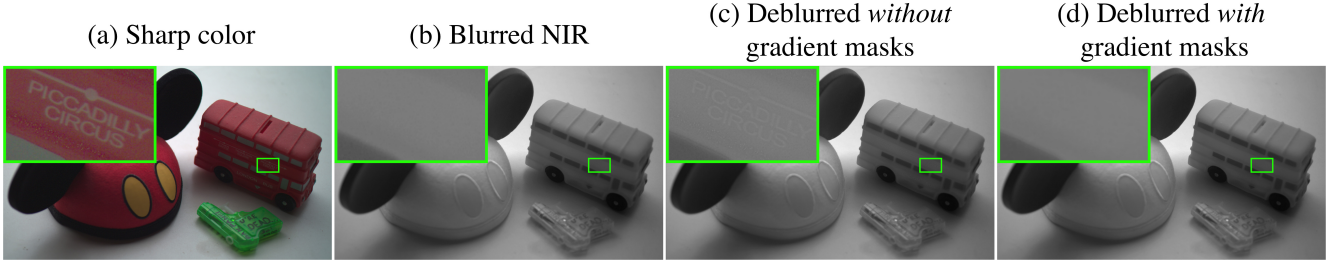 (a) Sharp color
(b) Blurred NIR
(c) Deblurred without
gradient masks
(d) Deblurred with
gradient masks
PICCADILLY
CIRCUS
PICCADILLY
CIRCUS